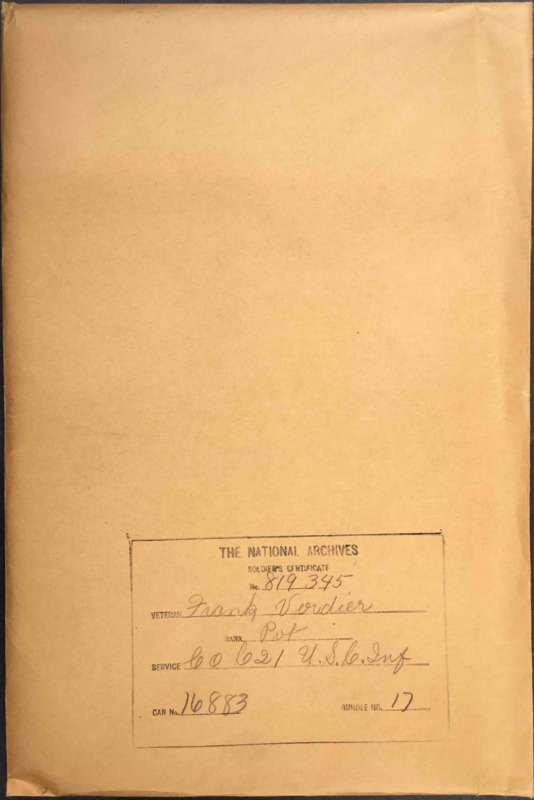 THE NATIONAL ARCHIVES
SOLDIER'S CERTIFICATE
No. 819 345
VETERAN Frank Verdier
RANK Pvt
SERVICE Co C 21 U.S.C. Inf
CAN No. 16883 BUNDLE NO. 17